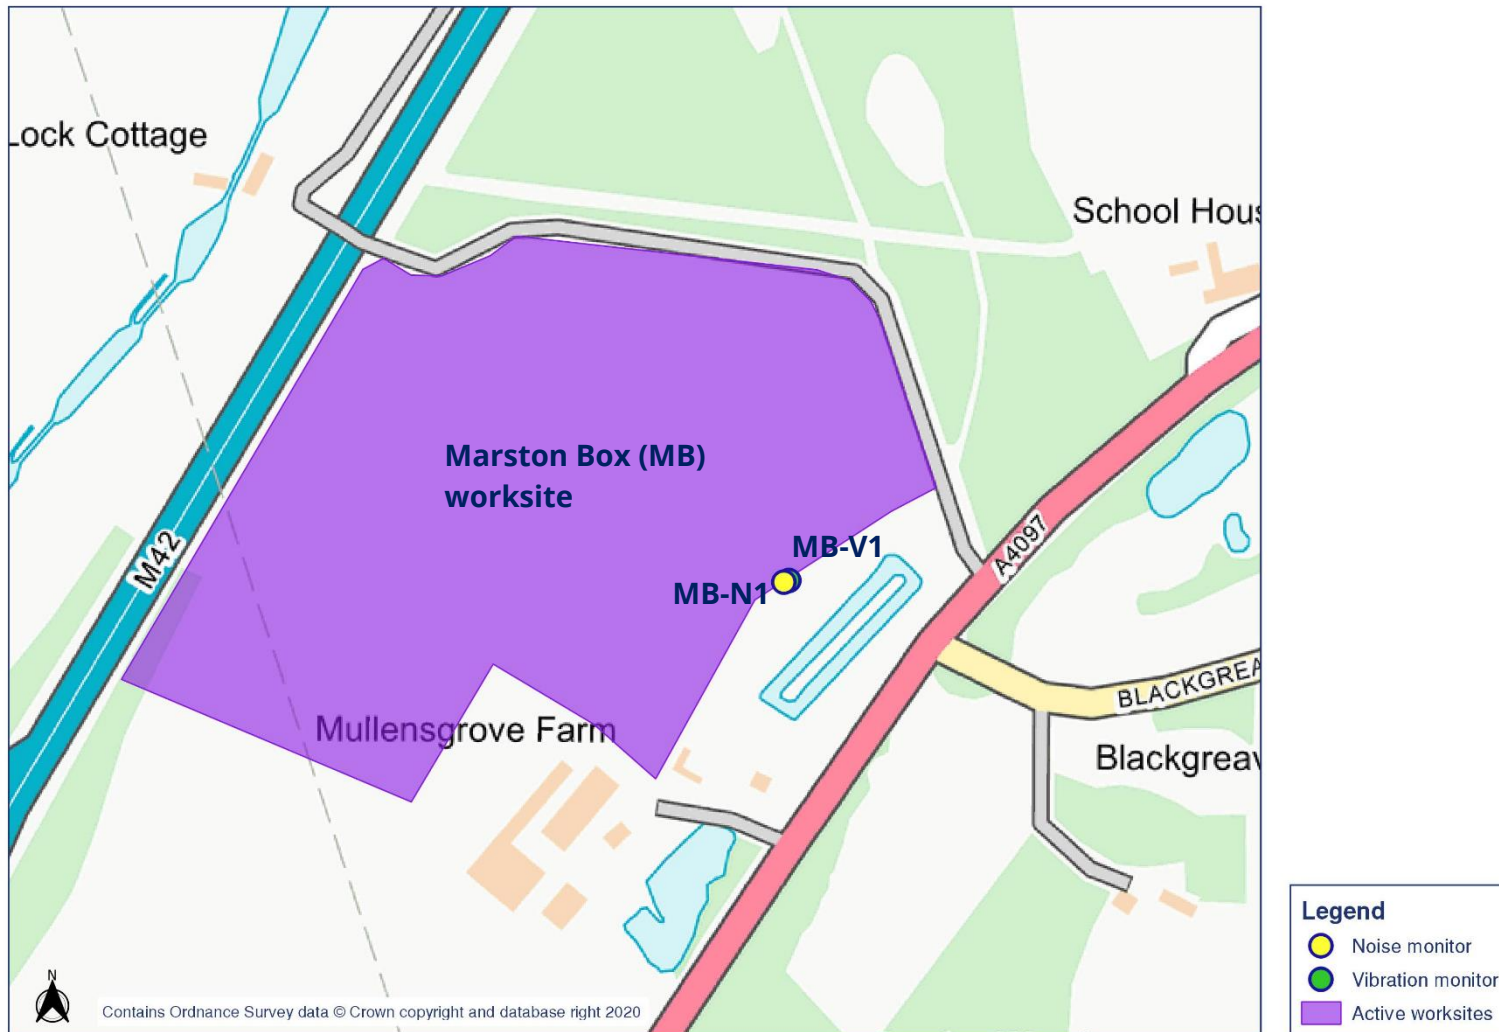 Lock Cottage
School Hous
Marston Box (MB)
worksite
MB-V1
MB-N1
M42
A4097
BLACKGREA
Mullensgrove Farm
Blackgreav
N
Contains Ordnance Survey data © Crown copyright and database right 2020
Legend
Noise monitor
Vibration monitor
Active worksites